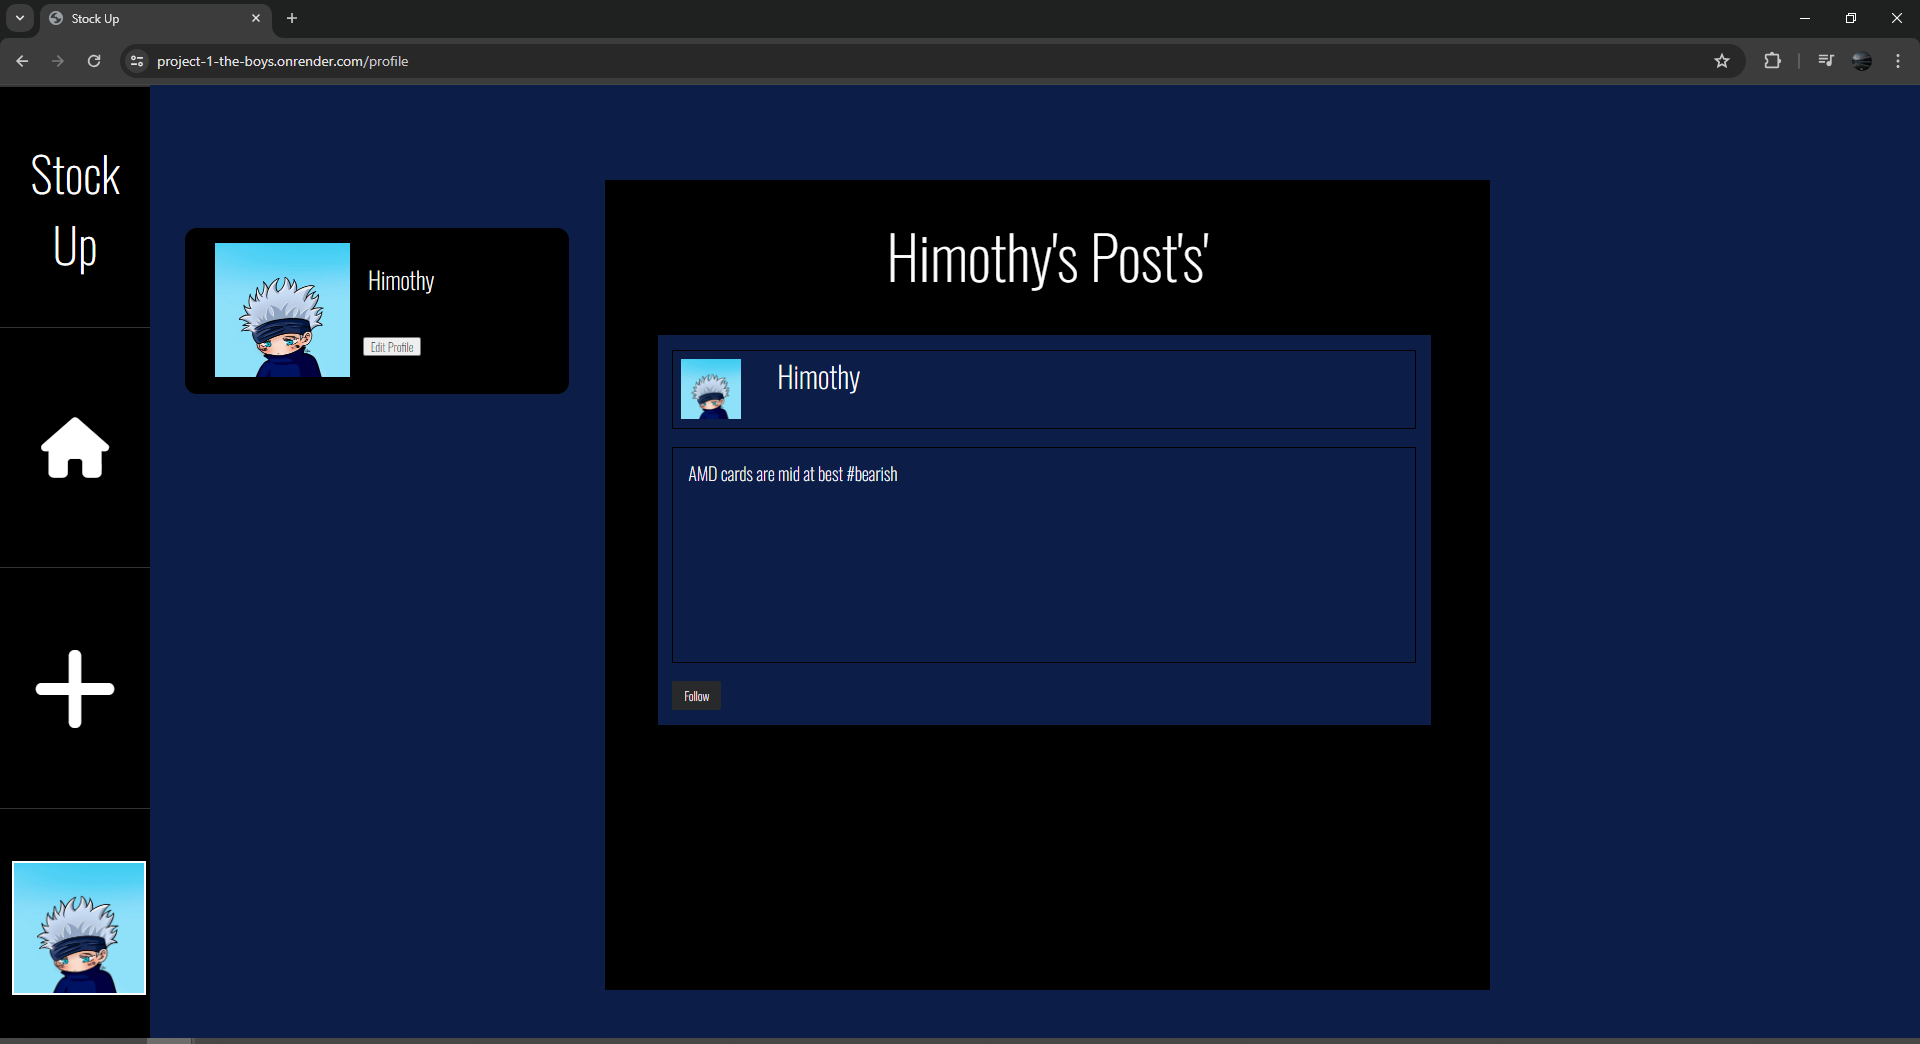 Stock Up
project-1-the-boys.onrender.com/profile
Stock
Up
Himothy
Edit Profile
Himothy's Post's'
Himothy
AMD cards are mid at best #bearish
Follow